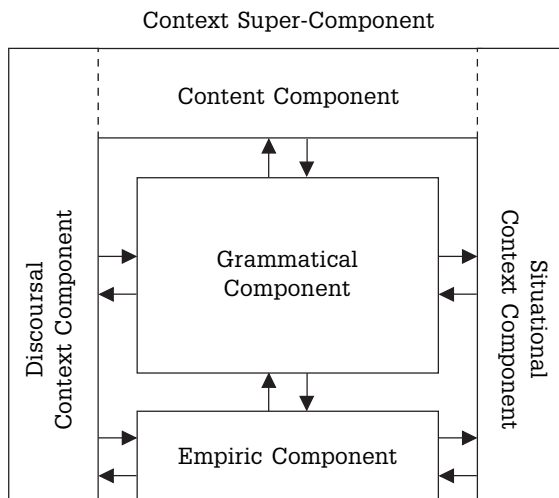 Context Super-Component
Content Component
Discoursal
Context Component
Grammatical
Component
Situational
Context Component
Empiric Component